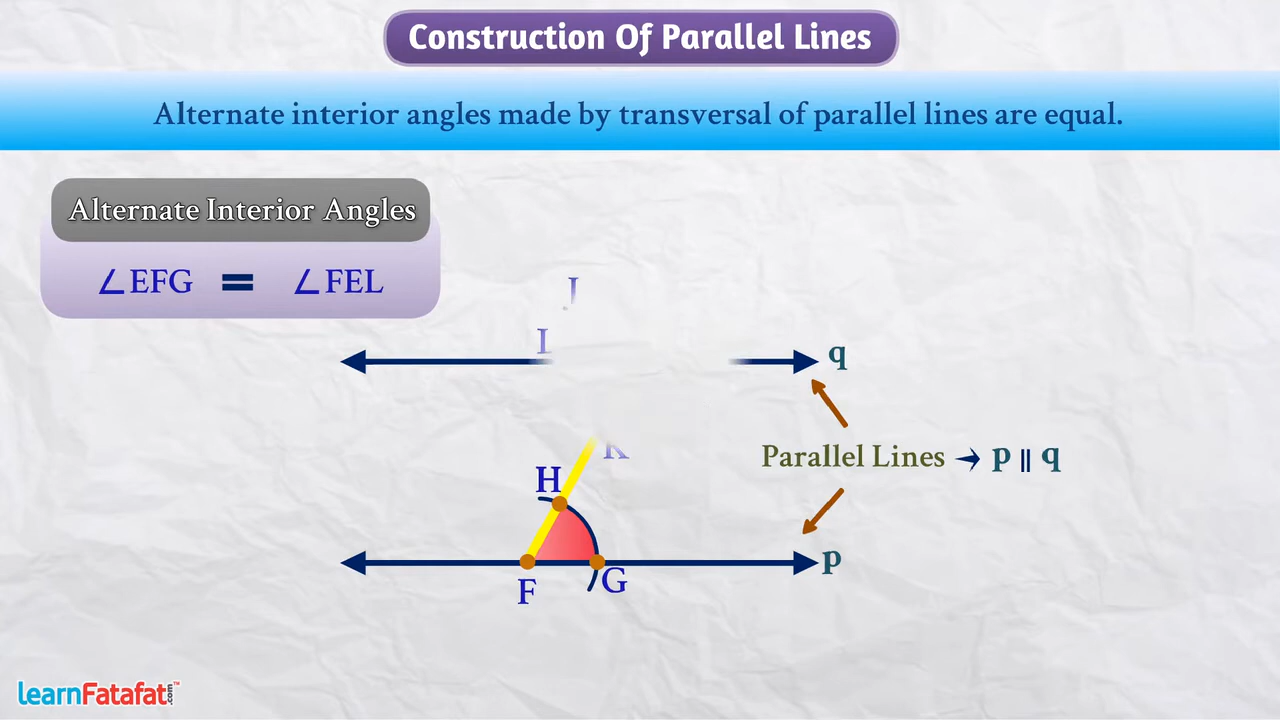 Construction Of Parallel Lines
Alternate interior angles made by transversal of parallel lines are equal.
Alternate Interior Angles
∠EFG = ∠FEL
J
q
Parallel Lines → p ∥ q
K
H
p
F
G
learnFatafat.com™